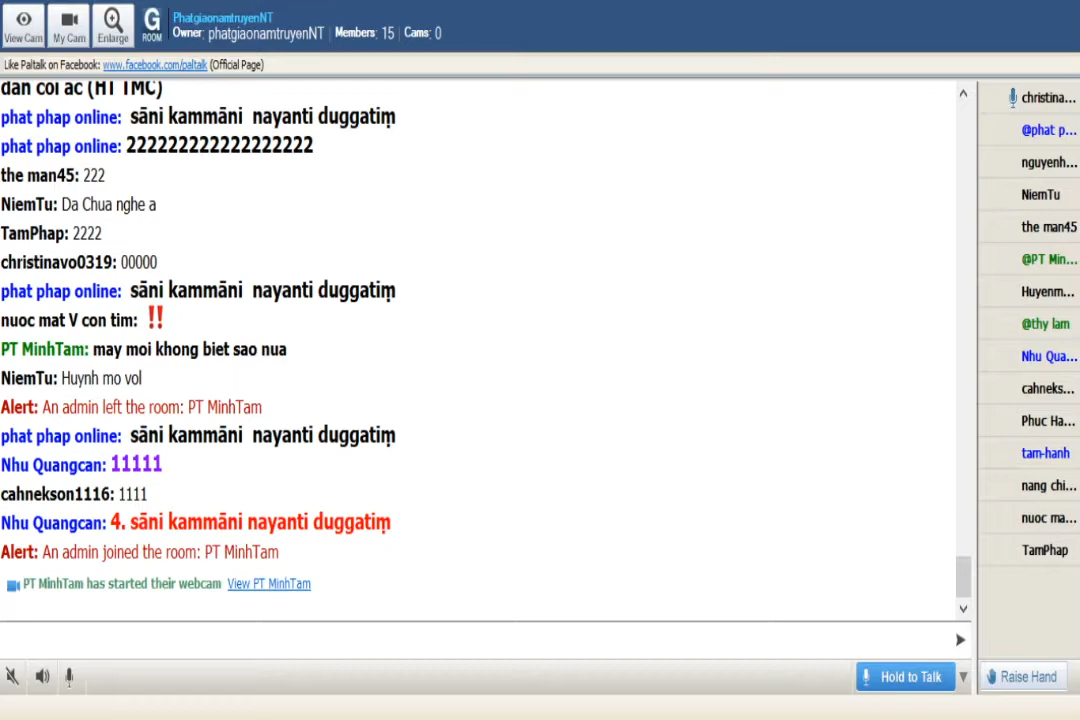 PhatgiaonamtruyenNT
View Cam
My Cam
Enlarge
G ROOM
Owner: phatgiaonamtruyenNT | Members: 15 | Cams: 0
Like Paltalk on Facebook: www.facebook.com/paltalk (Official Page)
dan coi ac (HT TMC)
phat phap online: sāni kammāni nayanti duggatiṃ
phat phap online: 222222222222222222
the man45: 222
NiemTu: Da Chua nghe a
TamPhap: 2222
christinavo0319: 00000
phat phap online: sāni kammāni nayanti duggatiṃ
nuoc mat V con tim: !!
PT MinhTam: may moi khong biet sao nua
NiemTu: Huynh mo vol
Alert: An admin left the room: PT MinhTam
phat phap online: sāni kammāni nayanti duggatiṃ
Nhu Quangcan: 11111
cahnekson1116: 1111
Nhu Quangcan: 4. sāni kammāni nayanti duggatiṃ
Alert: An admin joined the room: PT MinhTam
PT MinhTam has started their webcam View PT MinhTam
christina...
@phat p...
nguyenh...
NiemTu
the man45
@PT Min...
Huyenm...
@thy lam
Nhu Qua...
cahneks...
Phuc Ha...
tam-hanh
nang chi...
nuoc ma...
TamPhap
Hold to Talk
Raise Hand